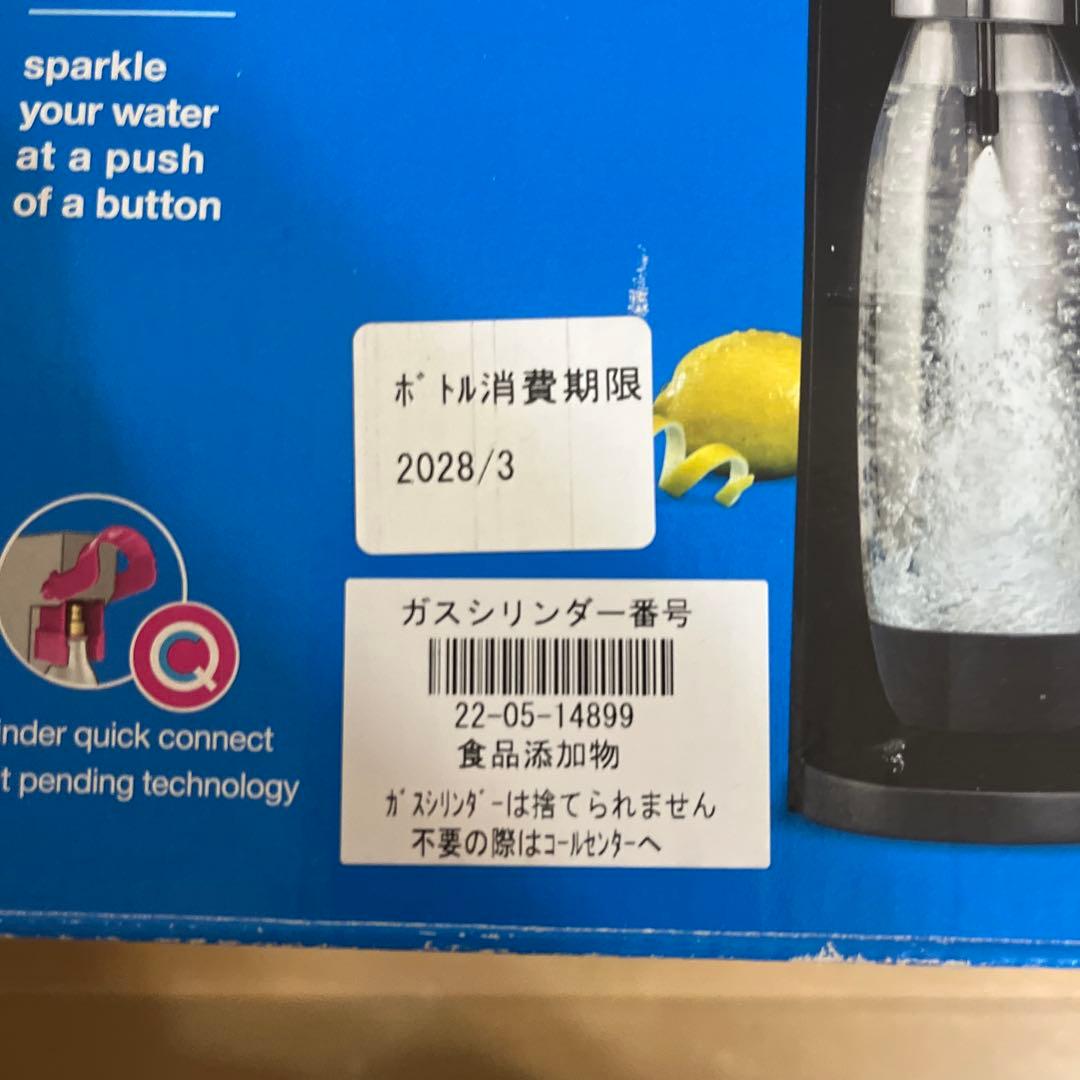 sparkle
your water
at a push
of a button
ボトル消費期限
2028/3
ガスシリンダー番号
22-05-14899
食品添加物
ガスシリンダーは捨てられません
不要の際はコールセンターへ
Q
inder quick connect
t pending technology